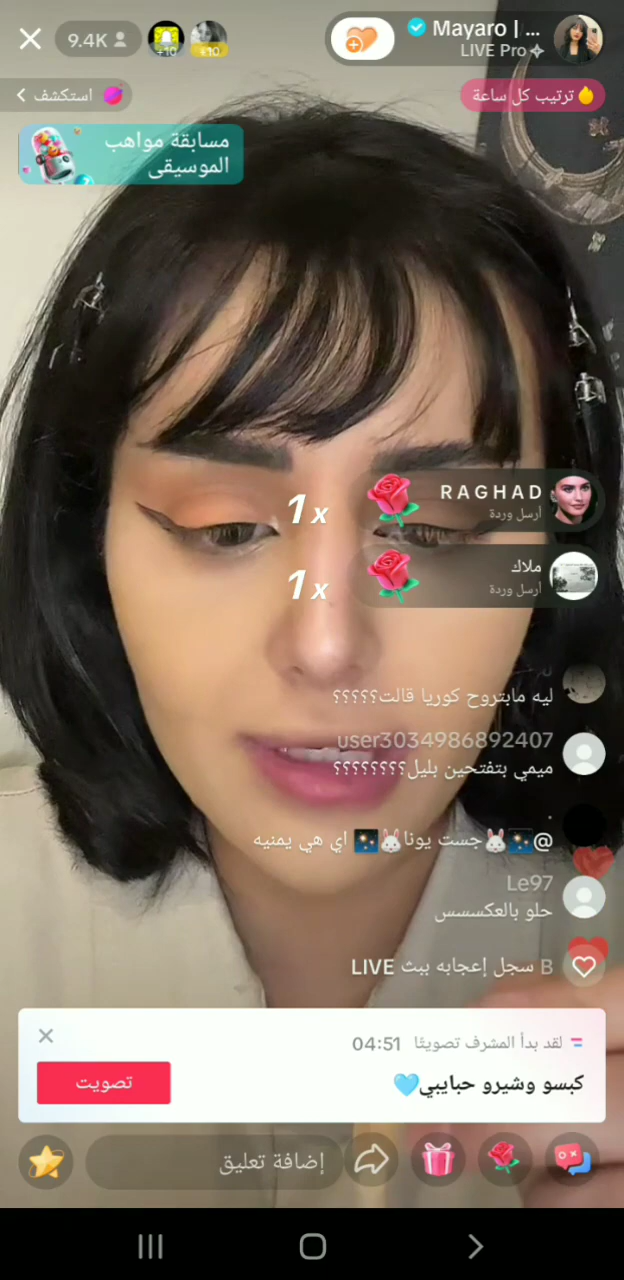 9.4K
+10
+10
Mayaro | ...
LIVE Pro
استكشف
ترتيب كل ساعة
مسابقة مواهب
الموسيقى
R A G H A D
أرسل وردة
1x
ملاك
أرسل وردة
1x
ليه مابتروح كوريا قالت؟؟؟؟؟
user3034986892407
ميمي بتفتحين بليل؟؟؟؟؟؟؟؟
.
@🌃🐰جست يونا🐰🌃 اي هي يمنيه
Le97
حلو بالعكسسس
B سجل إعجابه ببث LIVE
لقد بدأ المشرف تصويتًا 04:51
كبسو وشيرو حبايبي🩵
تصويت
إضافة تعليق